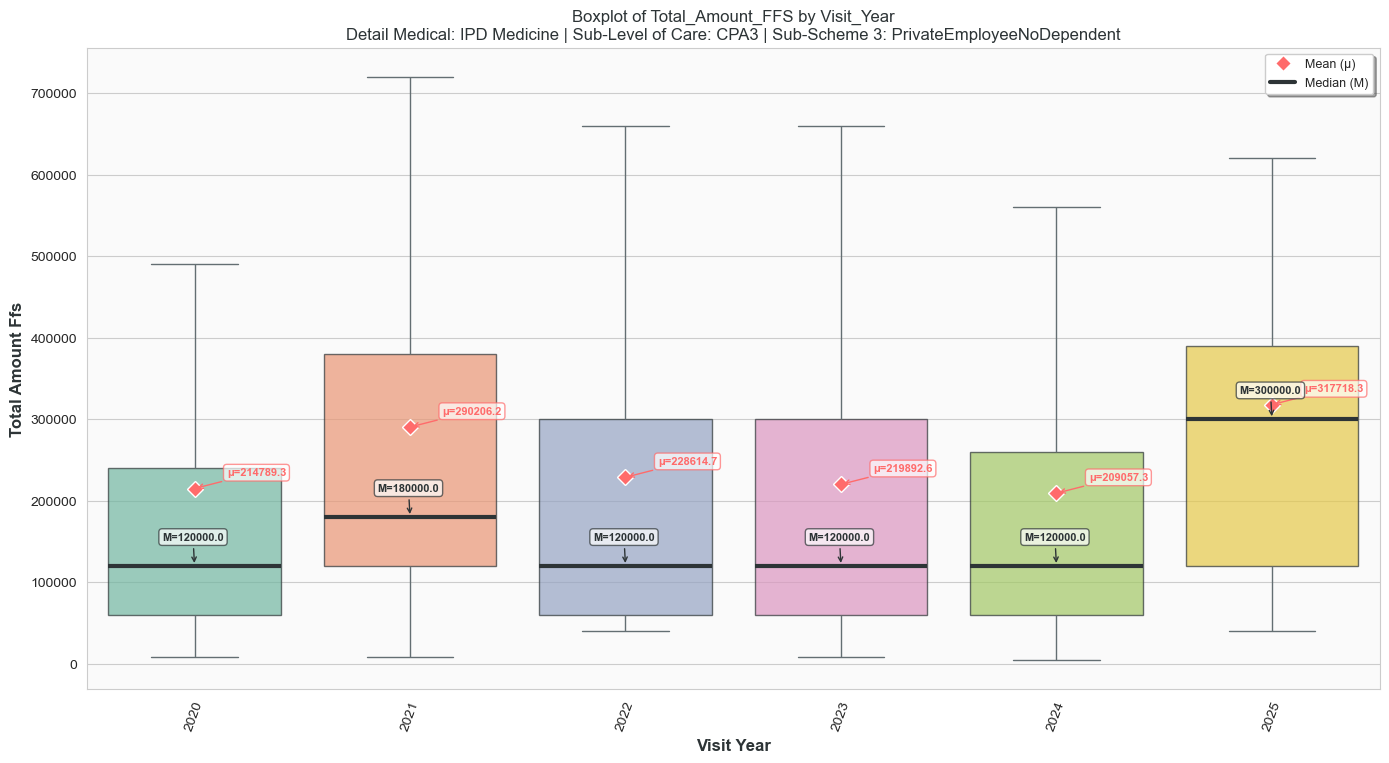 Boxplot of Total_Amount_FFS by Visit_Year
Detail Medical: IPD Medicine | Sub-Level of Care: CPA3 | Sub-Scheme 3: PrivateEmployeeNoDependent
Mean (μ)
Median (M)
Total Amount Ffs
700000
600000
500000
400000
300000
200000
100000
0
μ=214789.3
M=120000.0
μ=290206.2
M=180000.0
μ=228614.7
M=120000.0
μ=219892.6
M=120000.0
μ=209057.3
M=120000.0
M=300000.0
μ=317718.3
2020
2021
2022
2023
2024
2025
Visit Year